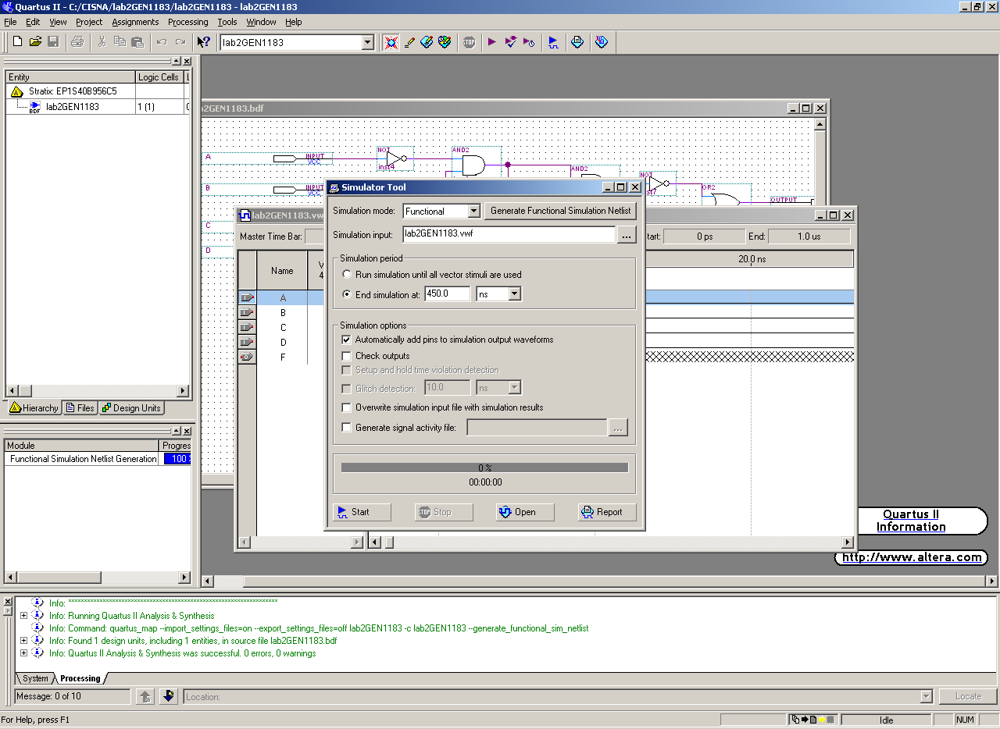 Quartus II - C:/CISNA/lab2GEN1183/lab2GEN1183 - lab2GEN1183
File Edit View Project Assignments Processing Tools Window Help
lab2GEN1183
Entity Logic Cells
Stratix: EP1S40B956C5
lab2GEN1183 1 (1)
BDF
Hierarchy Files Design Units
Module Progres
Functional Simulation Netlist Generation 100
2GEN1183.bdf
A INPUT VCC NOT inst4 AND2
B INPUT VCC AND2 NOT OR2 OUTPUT
C
D
lab2GEN1183.vw
Master Time Bar: Start: 0 ps End: 1.0 us
Name 20.0 ns
A
B
C
D
F
Simulator Tool
Simulation mode: Functional Generate Functional Simulation Netlist
Simulation input: lab2GEN1183.vwf ...
Simulation period
Run simulation until all vector stimuli are used
End simulation at: 450.0 ns
Simulation options
Automatically add pins to simulation output waveforms
Check outputs
Setup and hold time violation detection
Glitch detection: 10.0 ns
Overwrite simulation input file with simulation results
Generate signal activity file: ...
0 %
00:00:00
Start STOP Stop Open Report
Quartus II
Information
http://www.altera.com
Info: *******************************************************************
Info: Running Quartus II Analysis & Synthesis
Info: Command: quartus_map --import_settings_files=on --export_settings_files=off lab2GEN1183 -c lab2GEN1183 --generate_functional_sim_netlist
Info: Found 1 design units, including 1 entities, in source file lab2GEN1183.bdf
Info: Quartus II Analysis & Synthesis was successful. 0 errors, 0 warnings
System Processing
Message: 0 of 10 Location: Locate
For Help, press F1 Idle NUM